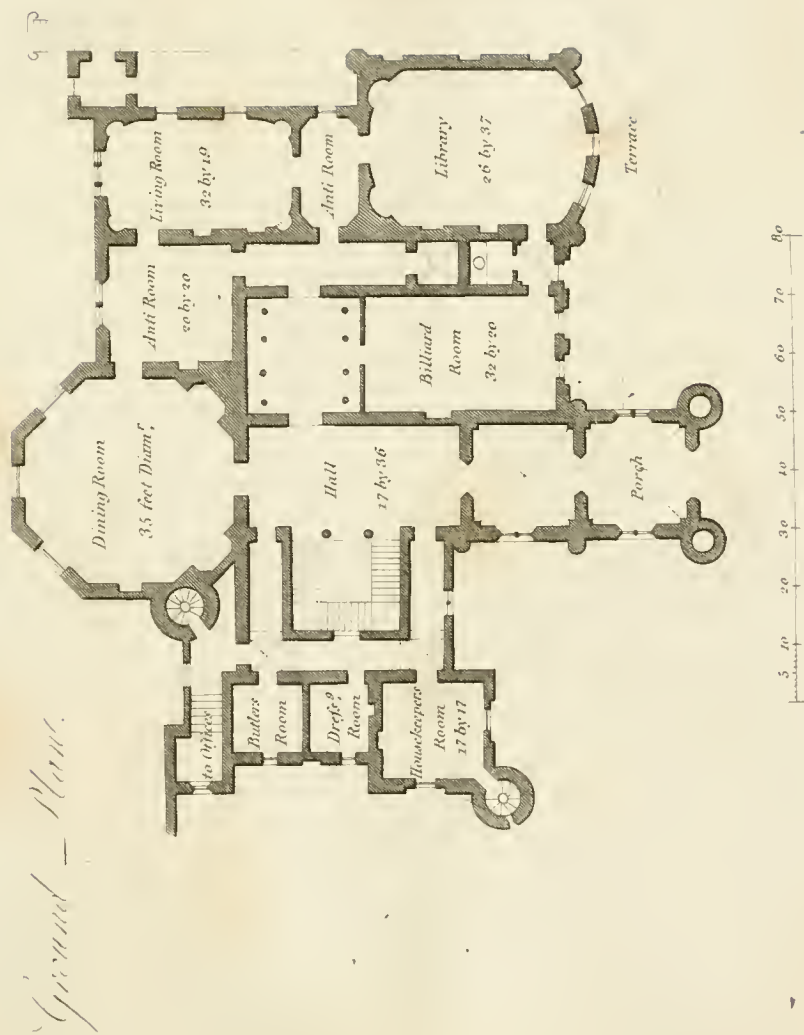 Ground – Plan.
Dining Room
35 feet Diamr,
Anti Room
20 by 20
Living Room
32 by 19
Anti Room
Library
26 by 37
Terrace
Billiard
Room
32 by 20
Hall
17 by 36
Porch
to Offices
Butlers
Room
Dress,g
Room
Housekeepers
Room
17 by 17
5 10 20 30 40 50 60 70 80